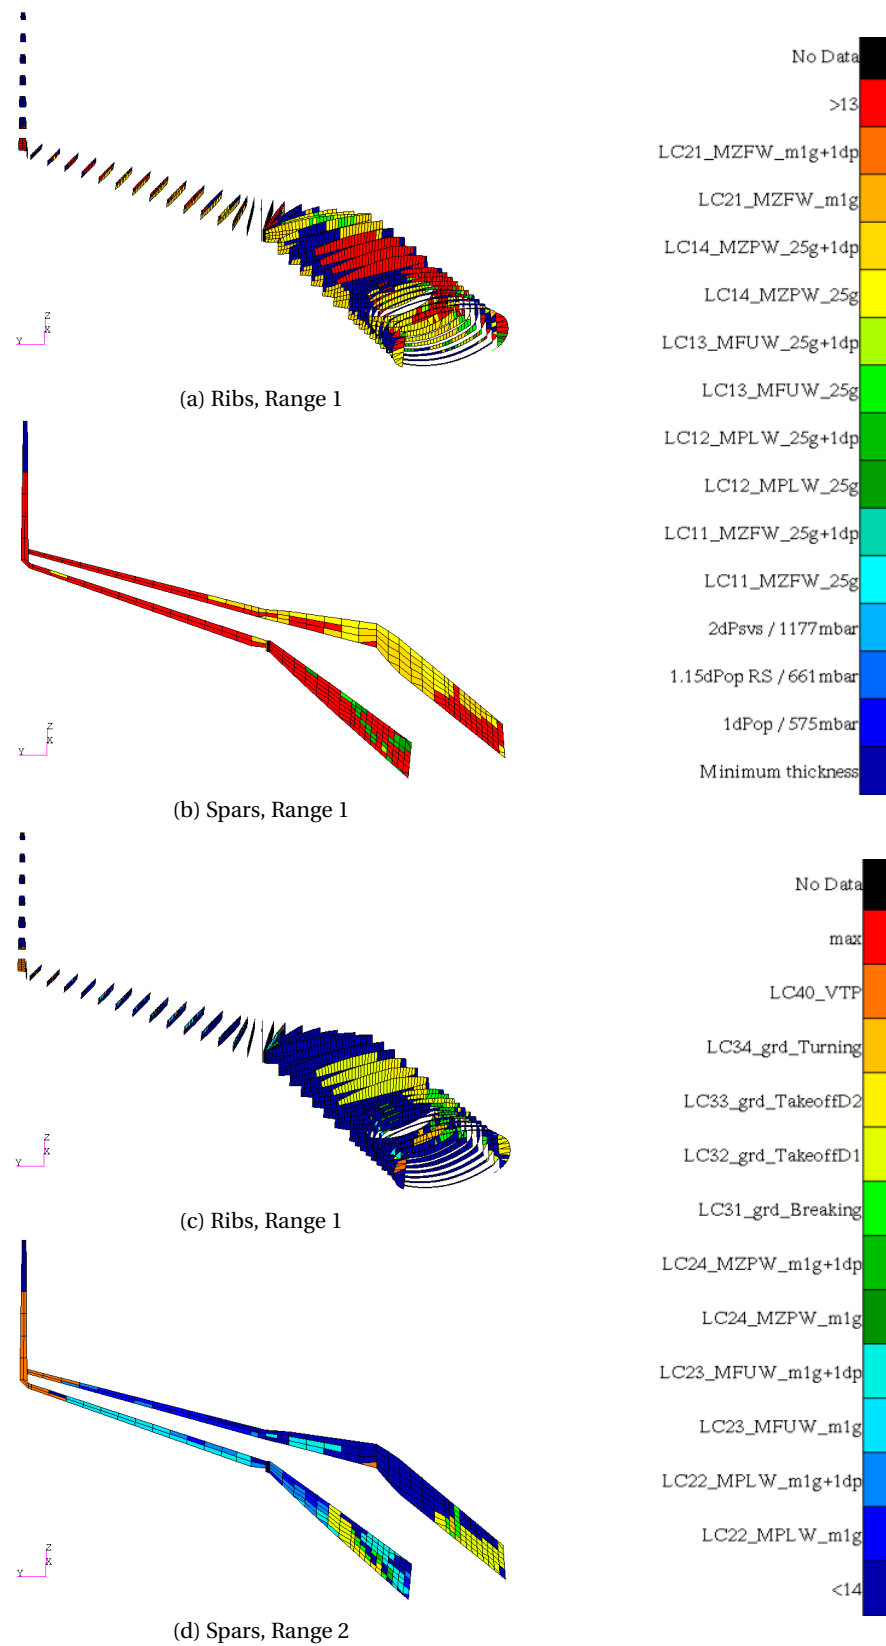 No Data
>13
LC21_MZFW_m1g+1dp
LC21_MZFW_m1g
LC14_MZPW_25g+1dp
LC14_MZPW_25g
LC13_MFUW_25g+1dp
LC13_MFUW_25g
LC12_MPLW_25g+1dp
LC12_MPLW_25g
LC11_MZFW_25g+1dp
LC11_MZFW_25g
2dPsvs / 1177mbar
1.15dPop RS / 661mbar
1dPop / 575mbar
Minimum thickness
Z
X
Y
(a) Ribs, Range 1
Z
X
Y
(b) Spars, Range 1
No Data
max
LC40_VTP
LC34_grd_Turning
LC33_grd_TakeoffD2
LC32_grd_TakeoffD1
LC31_grd_Breaking
LC24_MZPW_m1g+1dp
LC24_MZPW_m1g
LC23_MFUW_m1g+1dp
LC23_MFUW_m1g
LC22_MPLW_m1g+1dp
LC22_MPLW_m1g
<14
Z
X
Y
(c) Ribs, Range 1
Z
X
Y
(d) Spars, Range 2